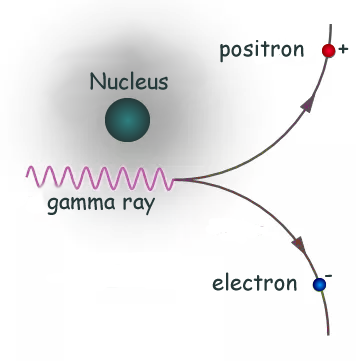 positron +
Nucleus
gamma ray
electron -